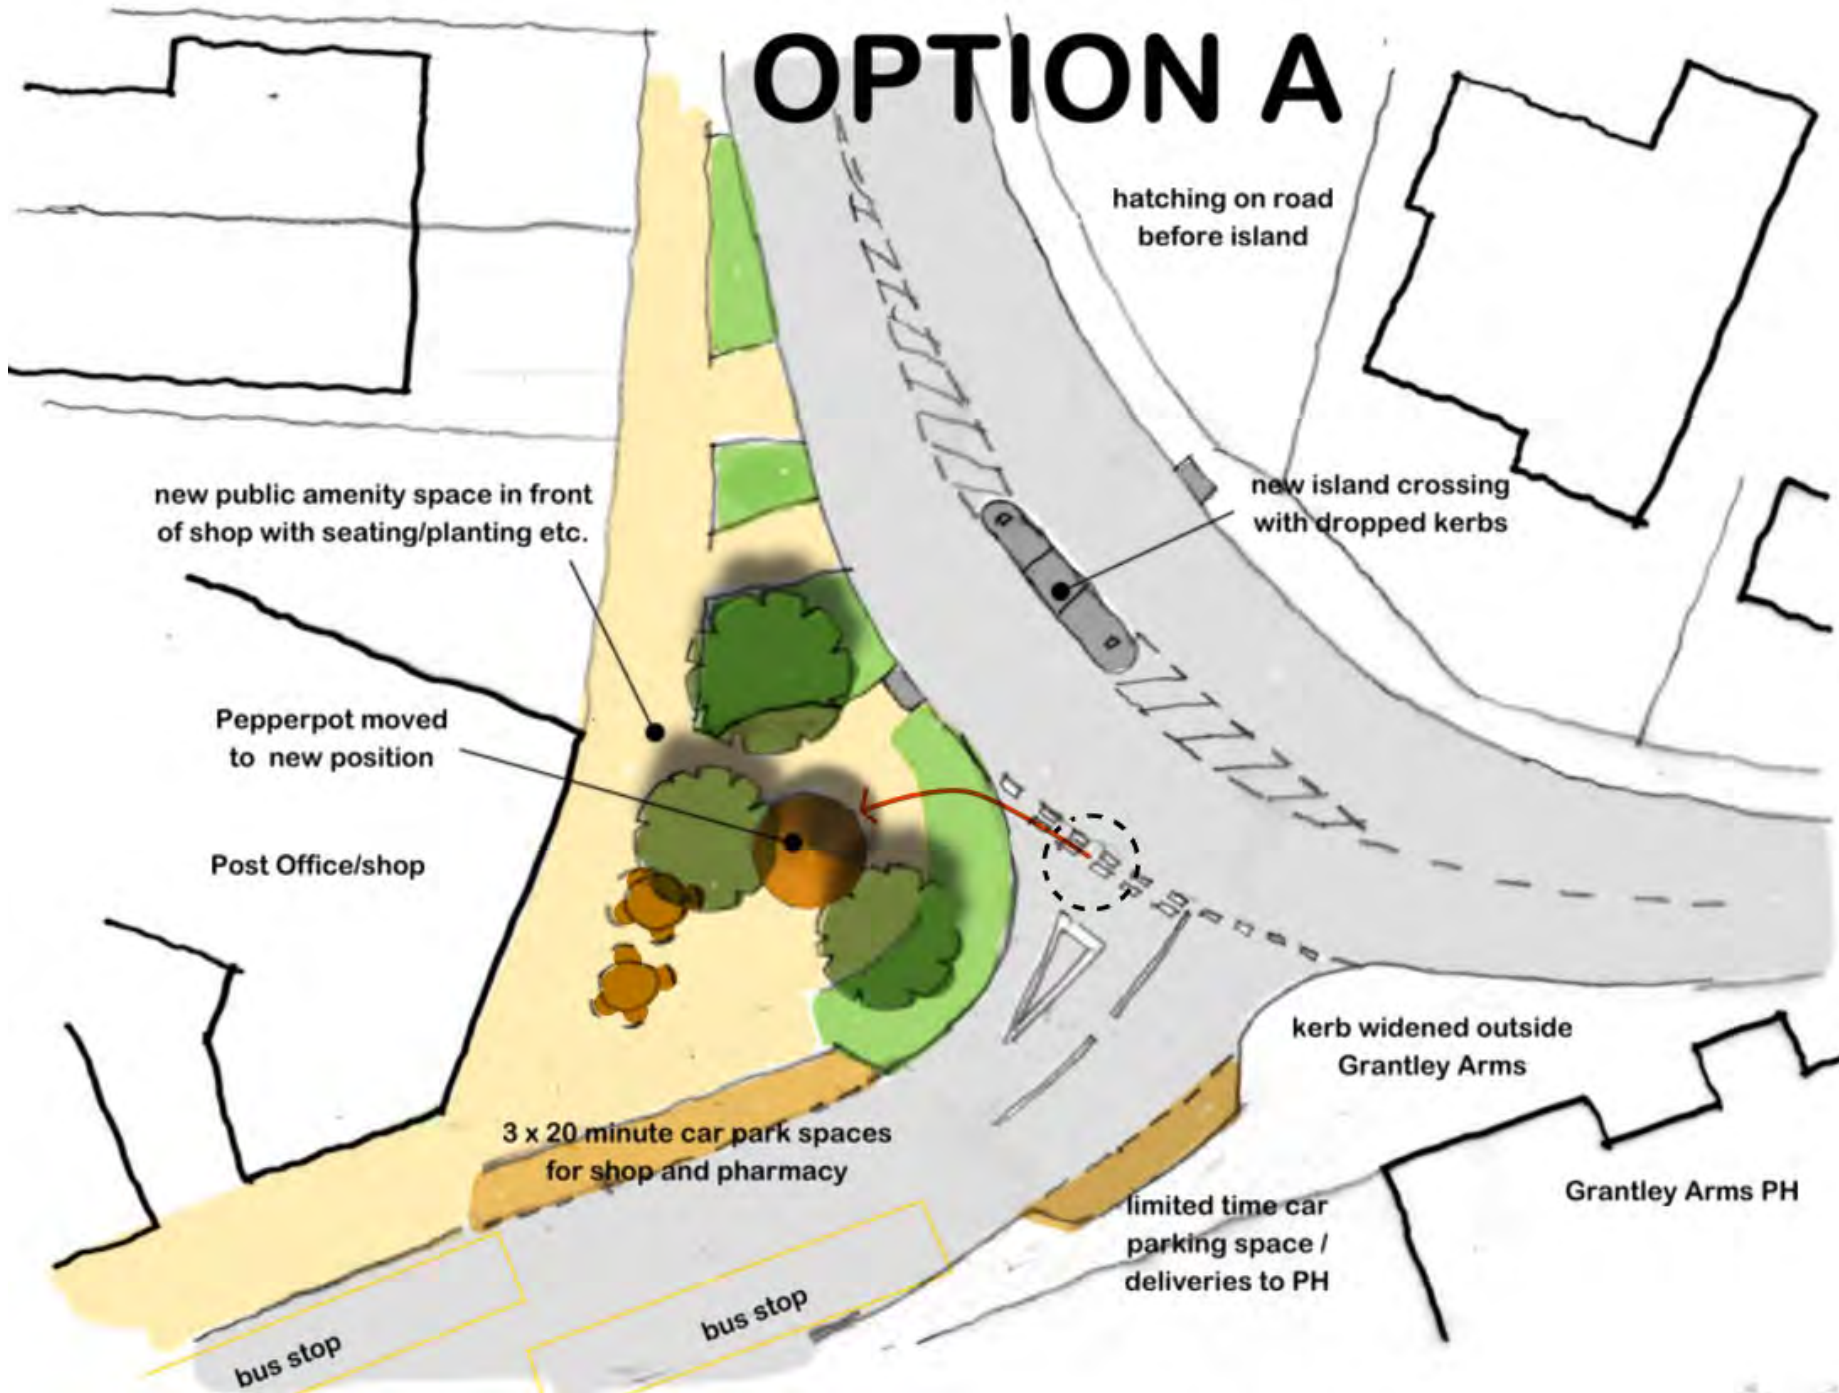 OPTION A
hatching on road
before island
new public amenity space in front
of shop with seating/planting etc.
new island crossing
with dropped kerbs
Pepperpot moved
to new position
Post Office/shop
kerb widened outside
Grantley Arms
3 x 20 minute car park spaces
for shop and pharmacy
Grantley Arms PH
limited time car
parking space /
deliveries to PH
bus stop
bus stop